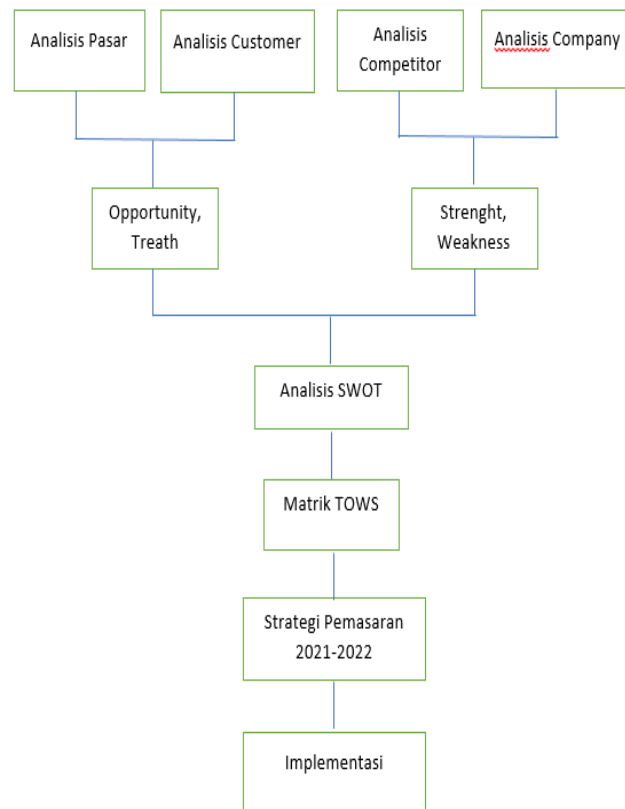 Analisis Pasar
Analisis Customer
Analisis
Competitor
Analisis Company
Opportunity,
Treath
Strenght,
Weakness
Analisis SWOT
Matrik TOWS
Strategi Pemasaran
2021-2022
Implementasi